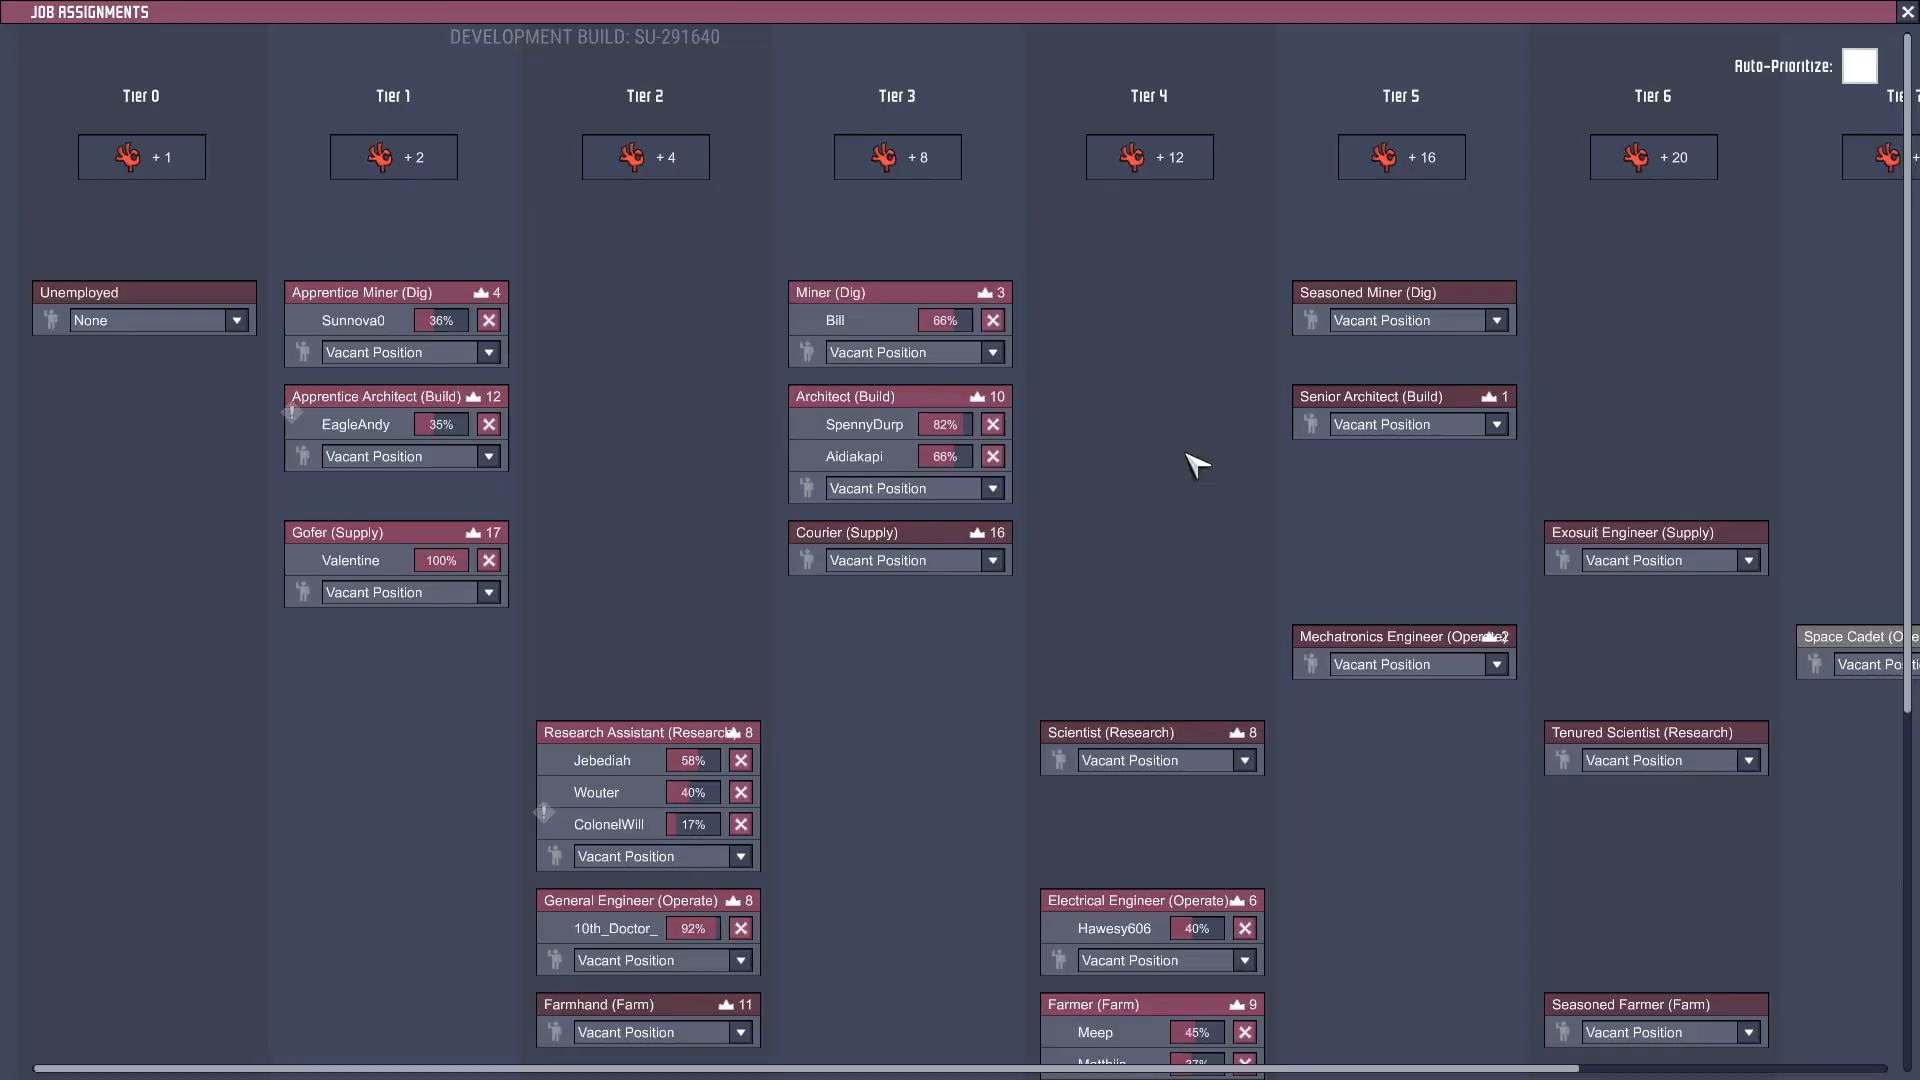 JOB ASSIGNMENTS
DEVELOPMENT BUILD: SU-291640
Auto-Prioritize:
Tier 0
Tier 1
Tier 2
Tier 3
Tier 4
Tier 5
Tier 6
+ 1
+ 2
+ 4
+ 8
+ 12
+ 16
+ 20
Unemployed
None
Apprentice Miner (Dig) 4
Sunnova0 36%
Vacant Position
Miner (Dig) 3
Bill 66%
Vacant Position
Seasoned Miner (Dig)
Vacant Position
Apprentice Architect (Build) 12
EagleAndy 35%
Vacant Position
Architect (Build) 10
SpennyDurp 82%
Aidiakapi 66%
Vacant Position
Senior Architect (Build) 1
Vacant Position
Gofer (Supply) 17
Valentine 100%
Vacant Position
Courier (Supply) 16
Vacant Position
Exosuit Engineer (Supply)
Vacant Position
Mechatronics Engineer (Operate) 2
Vacant Position
Space Cadet
Vacant
Research Assistant (Research) 8
Jebediah 58%
Wouter 40%
ColonelWill 17%
Vacant Position
Scientist (Research) 8
Vacant Position
Tenured Scientist (Research)
Vacant Position
General Engineer (Operate) 8
10th_Doctor_ 92%
Vacant Position
Electrical Engineer (Operate) 6
Hawesy606 40%
Vacant Position
Farmhand (Farm) 11
Vacant Position
Farmer (Farm) 9
Meep 45%
Seasoned Farmer (Farm)
Vacant Position